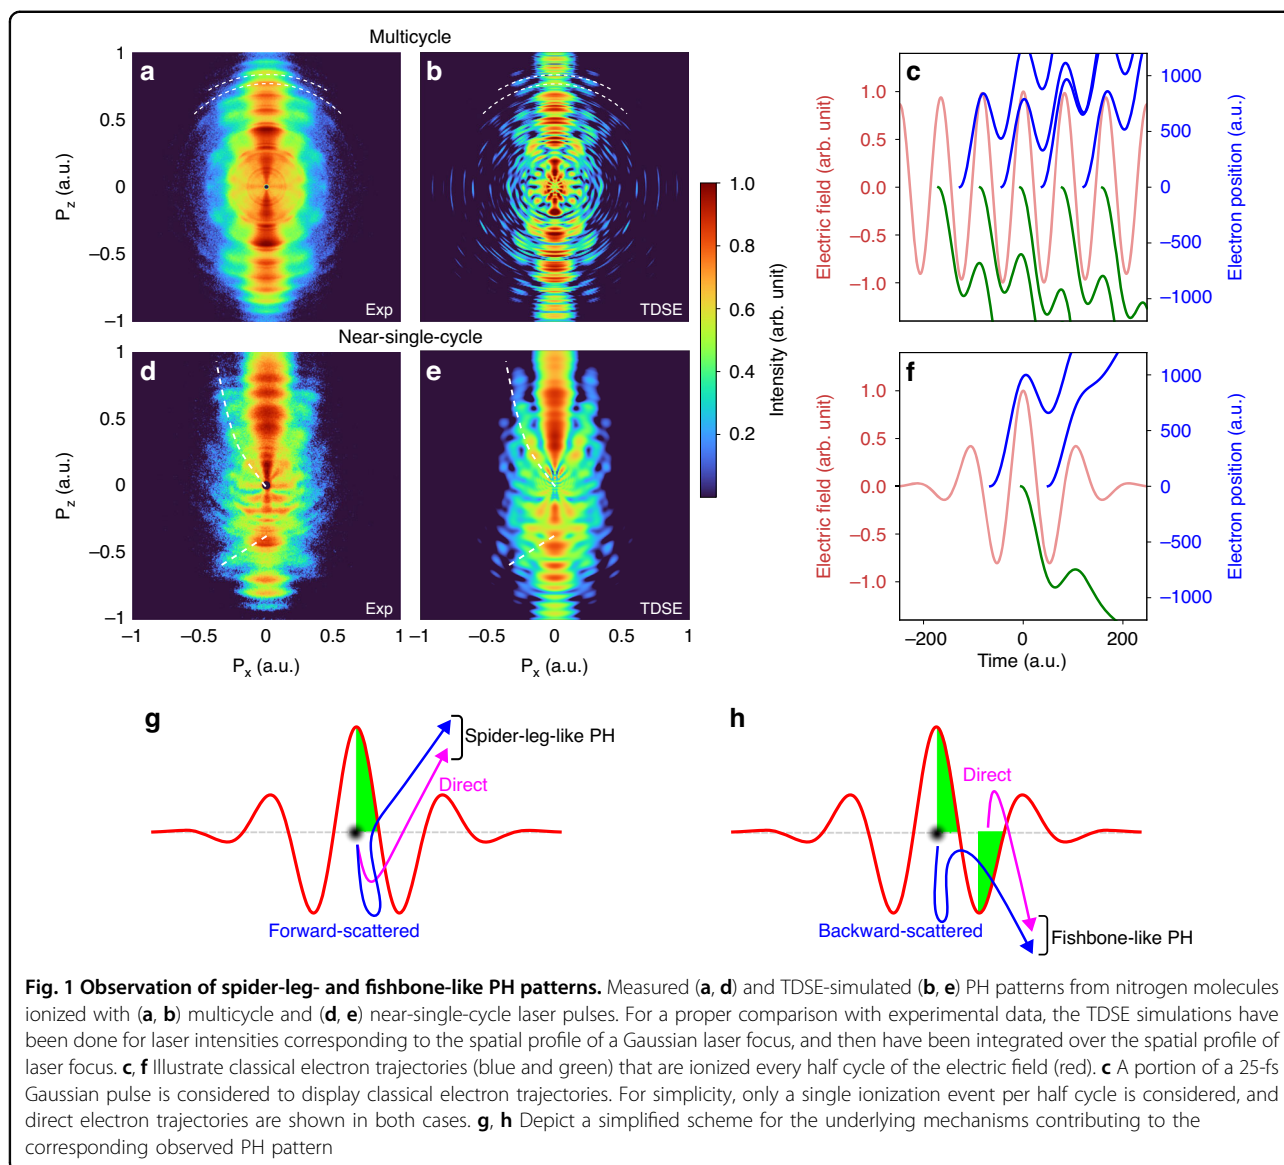 Multicycle
a
b
c
Exp
TDSE
P_z (a.u.)
1
0.5
0
−0.5
−1
Near-single-cycle
d
e
f
Exp
TDSE
P_z (a.u.)
1
0.5
0
−0.5
−1
−1 −0.5 0 0.5 1
−1 −0.5 0 0.5 1
P_x (a.u.)
P_x (a.u.)
Intensity (arb. unit)
1.0
0.8
0.6
0.4
0.2
Electric field (arb. unit)
1.0
0.5
0.0
−0.5
−1.0
Electron position (a.u.)
1000
500
0
−500
−1000
Electric field (arb. unit)
1.0
0.5
0.0
−0.5
−1.0
Electron position (a.u.)
1000
500
0
−500
−1000
−200 0 200
Time (a.u.)
g
Spider-leg-like PH
Direct
Forward-scattered
h
Direct
Backward-scattered
Fishbone-like PH
Fig. 1 Observation of spider-leg- and fishbone-like PH patterns. Measured (a, d) and TDSE-simulated (b, e) PH patterns from nitrogen molecules
ionized with (a, b) multicycle and (d, e) near-single-cycle laser pulses. For a proper comparison with experimental data, the TDSE simulations have
been done for laser intensities corresponding to the spatial profile of a Gaussian laser focus, and then have been integrated over the spatial profile of
laser focus. c, f Illustrate classical electron trajectories (blue and green) that are ionized every half cycle of the electric field (red). c A portion of a 25-fs
Gaussian pulse is considered to display classical electron trajectories. For simplicity, only a single ionization event per half cycle is considered, and
direct electron trajectories are shown in both cases. g, h Depict a simplified scheme for the underlying mechanisms contributing to the
corresponding observed PH pattern